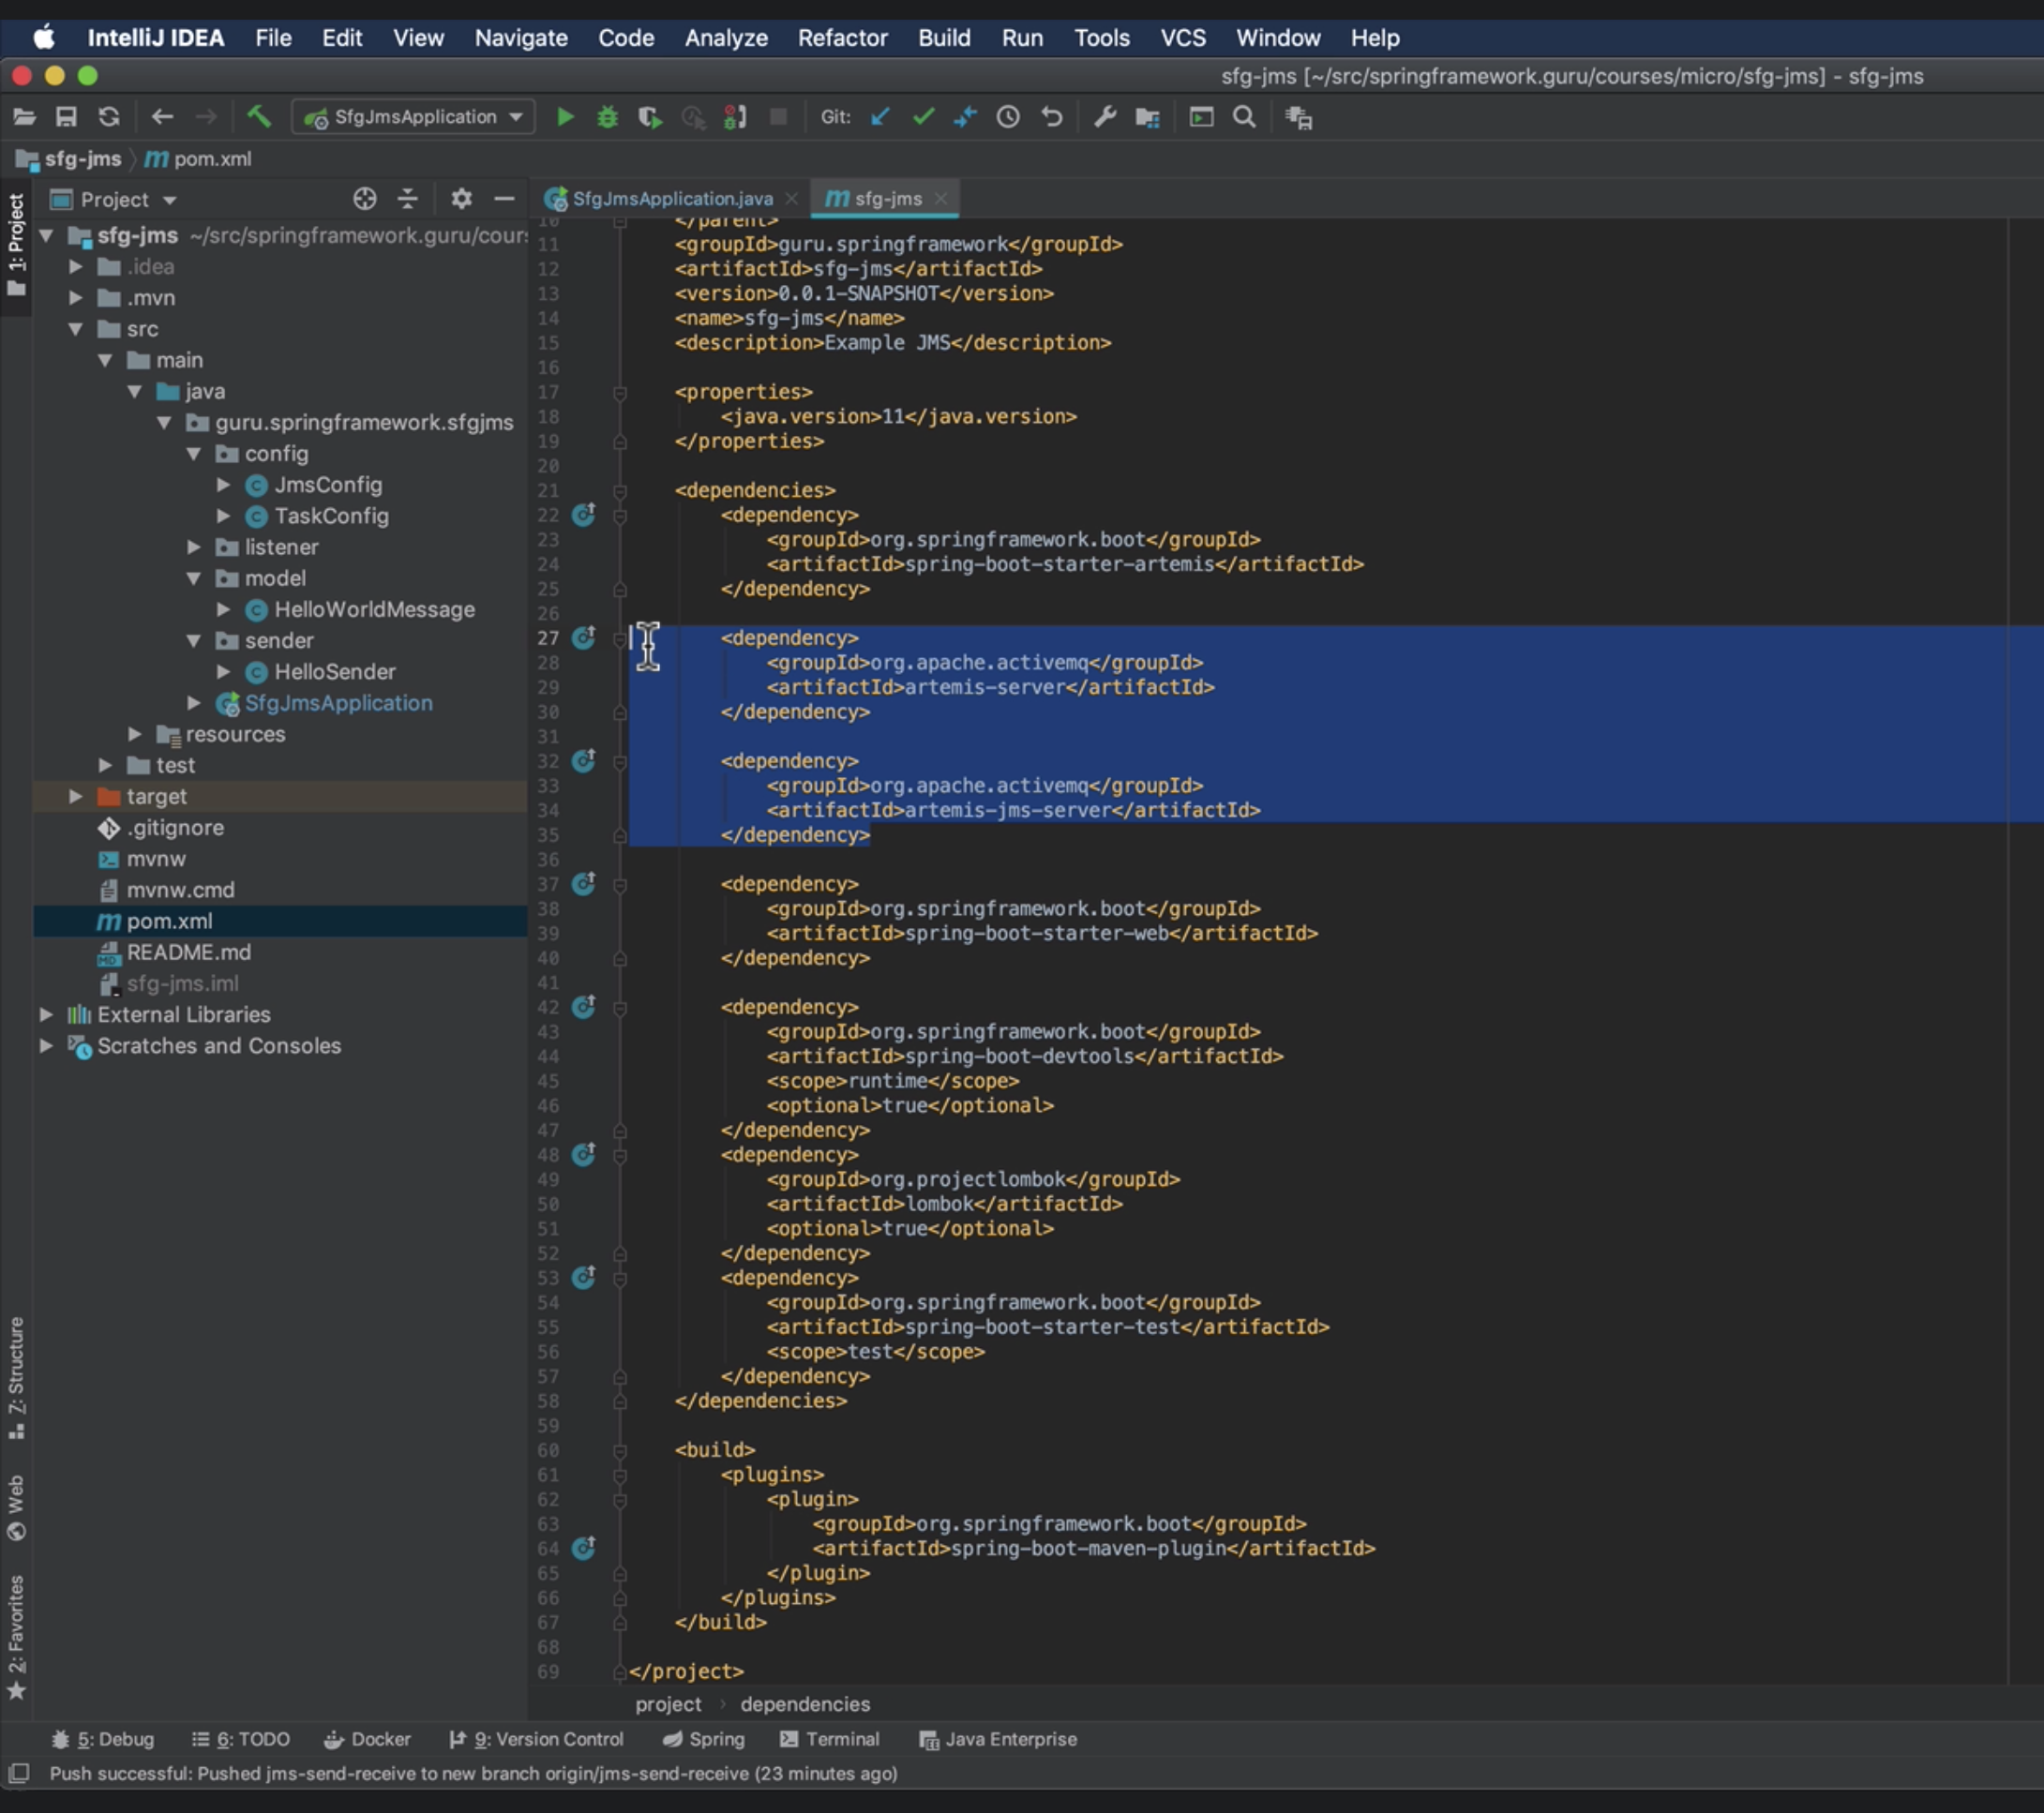 IntelliJ IDEA File Edit View Navigate Code Analyze Refactor Build Run Tools VCS Window Help
sfg-jms [~/src/springframework.guru/courses/micro/sfg-jms] - sfg-jms
SfgJmsApplication Git:
sfg-jms pom.xml
1: Project
Project
sfg-jms ~/src/springframework.guru/cour
.idea
.mvn
src
main
java
guru.springframework.sfgjms
config
JmsConfig
TaskConfig
listener
model
HelloWorldMessage
sender
HelloSender
SfgJmsApplication
resources
test
target
.gitignore
mvnw
mvnw.cmd
pom.xml
README.md
sfg-jms.iml
External Libraries
Scratches and Consoles
Z: Structure
Web
2: Favorites
SfgJmsApplication.java sfg-jms
10 </parent>
11 <groupId>guru.springframework</groupId>
12 <artifactId>sfg-jms</artifactId>
13 <version>0.0.1-SNAPSHOT</version>
14 <name>sfg-jms</name>
15 <description>Example JMS</description>
16
17 <properties>
18 <java.version>11</java.version>
19 </properties>
20
21 <dependencies>
22 <dependency>
23 <groupId>org.springframework.boot</groupId>
24 <artifactId>spring-boot-starter-artemis</artifactId>
25 </dependency>
26
27 <dependency>
28 <groupId>org.apache.activemq</groupId>
29 <artifactId>artemis-server</artifactId>
30 </dependency>
31
32 <dependency>
33 <groupId>org.apache.activemq</groupId>
34 <artifactId>artemis-jms-server</artifactId>
35 </dependency>
36
37 <dependency>
38 <groupId>org.springframework.boot</groupId>
39 <artifactId>spring-boot-starter-web</artifactId>
40 </dependency>
41
42 <dependency>
43 <groupId>org.springframework.boot</groupId>
44 <artifactId>spring-boot-devtools</artifactId>
45 <scope>runtime</scope>
46 <optional>true</optional>
47 </dependency>
48 <dependency>
49 <groupId>org.projectlombok</groupId>
50 <artifactId>lombok</artifactId>
51 <optional>true</optional>
52 </dependency>
53 <dependency>
54 <groupId>org.springframework.boot</groupId>
55 <artifactId>spring-boot-starter-test</artifactId>
56 <scope>test</scope>
57 </dependency>
58 </dependencies>
59
60 <build>
61 <plugins>
62 <plugin>
63 <groupId>org.springframework.boot</groupId>
64 <artifactId>spring-boot-maven-plugin</artifactId>
65 </plugin>
66 </plugins>
67 </build>
68
69 </project>
project › dependencies
5: Debug 6: TODO Docker 9: Version Control Spring Terminal Java Enterprise
Push successful: Pushed jms-send-receive to new branch origin/jms-send-receive (23 minutes ago)